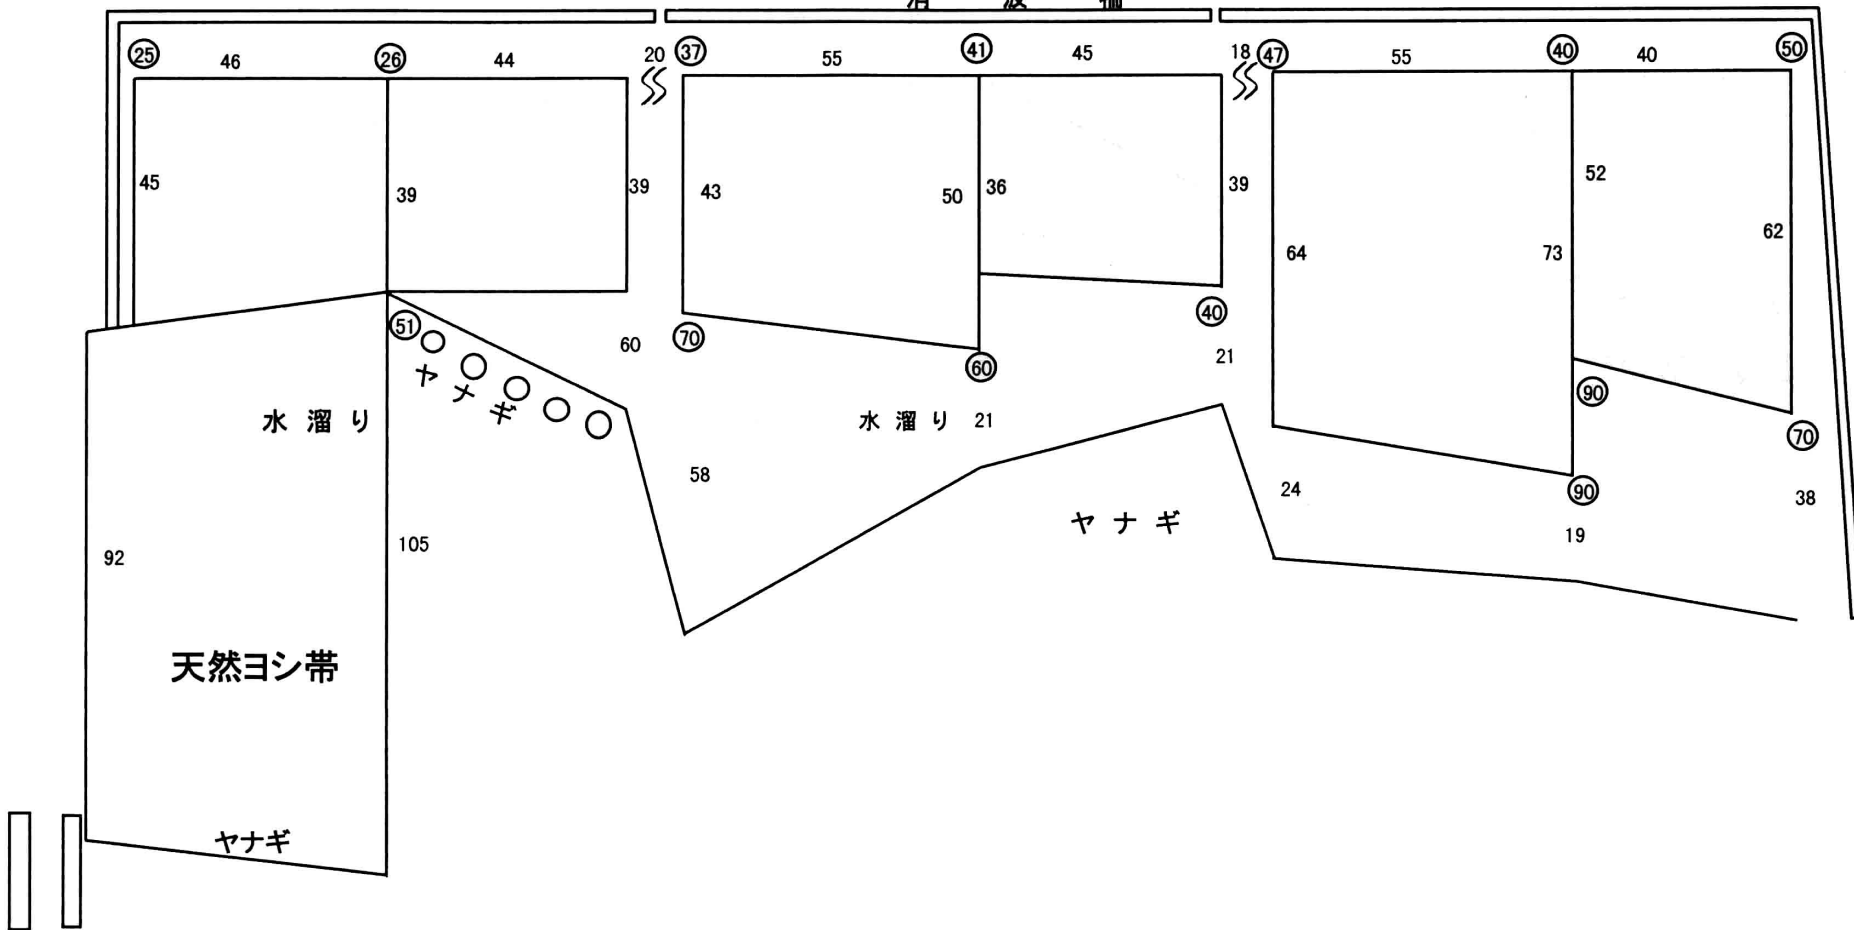 ㉕ 46 ㉖ 44 20 ㊲ 55 ㊶ 45 18 ㊼ 55 ㊵ 40 ㊿
45 39 39 43 50 36 39 64 73 52 62
(51) 60 (70) (60) ㊵ 21 (90) (70)
ヤナギ
水溜り 水溜り 21
58 ヤナギ 24 (90) 19 38
92 105
天然ヨシ帯
ヤナギ